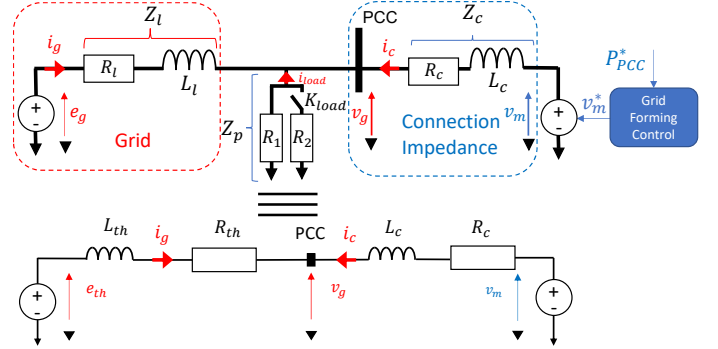 Z_l
PCC
Z_c
i_g
i_c
R_l
L_l
R_c
L_c
P*_PCC
i_load
K_load
e_g
Z_p
R_1
R_2
v_g
v_m
v*_m
+
-
+
-
Grid
Forming
Control
Grid
Connection
Impedance
L_th
i_g
R_th
PCC
i_c
L_c
R_c
+
-
e_th
v_g
v_m
+
-